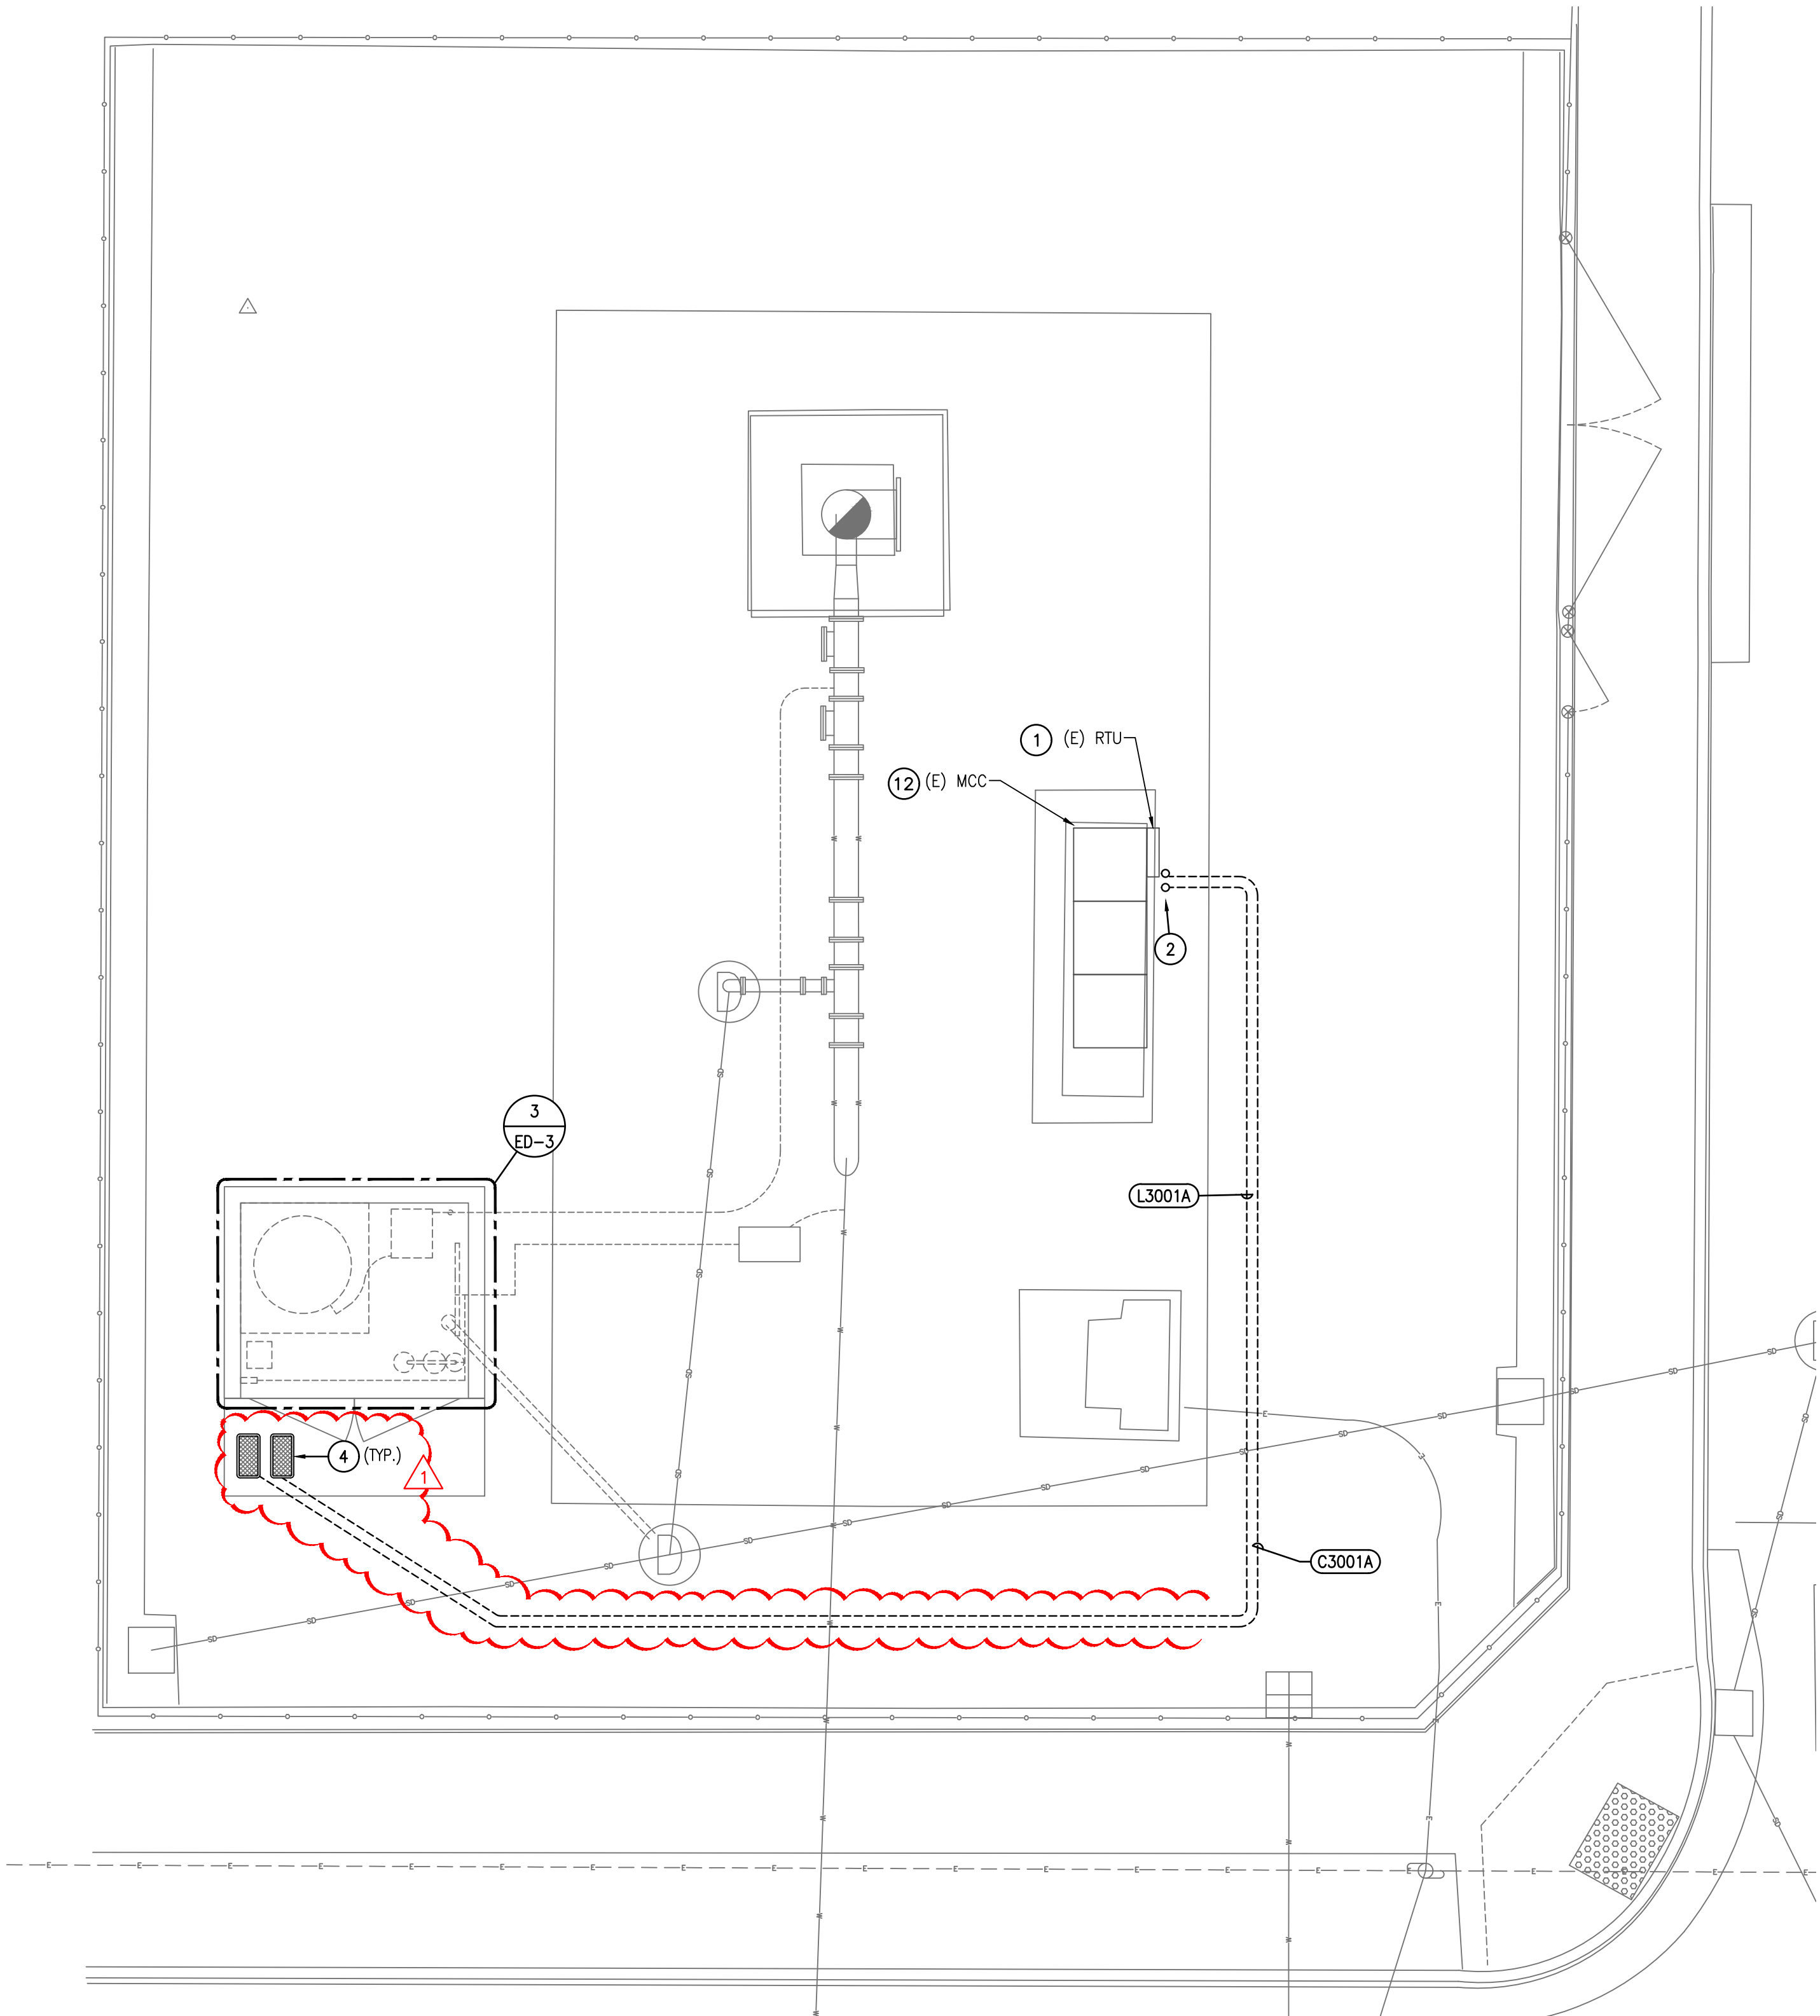 1 (E) RTU
12 (E) MCC
2
3
ED-3
L3001A
4 (TYP.)
1
C3001A